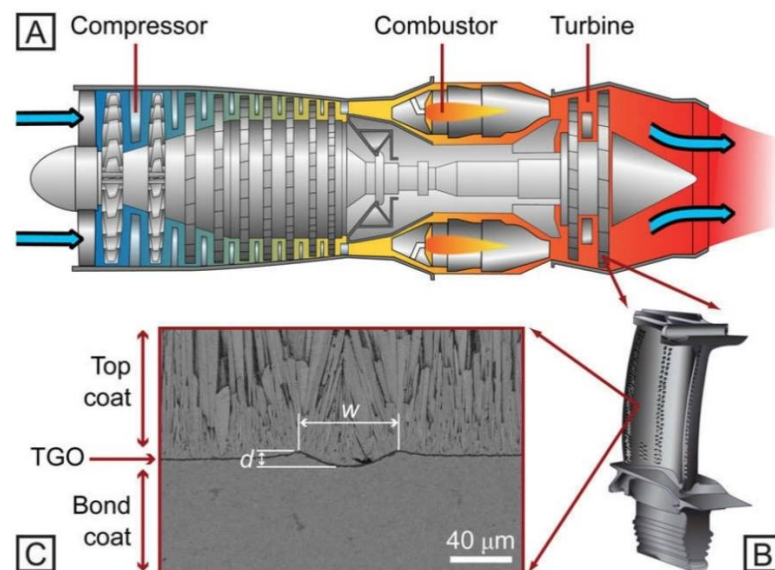 A
Compressor
Combustor
Turbine
Top
coat
TGO
Bond
coat
w
d
40 μm
C
B